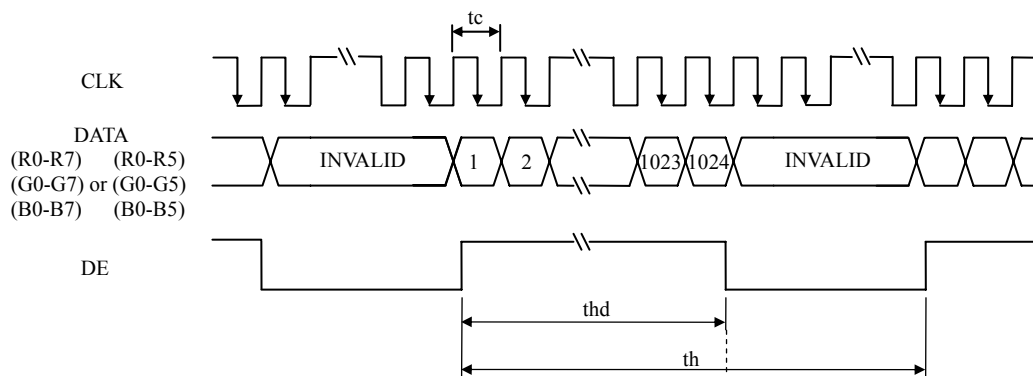 tc
CLK
DATA
(R0-R7) (R0-R5)
(G0-G7) or (G0-G5)
(B0-B7) (B0-B5)
INVALID 1 2 1023 1024 INVALID
DE
thd
th